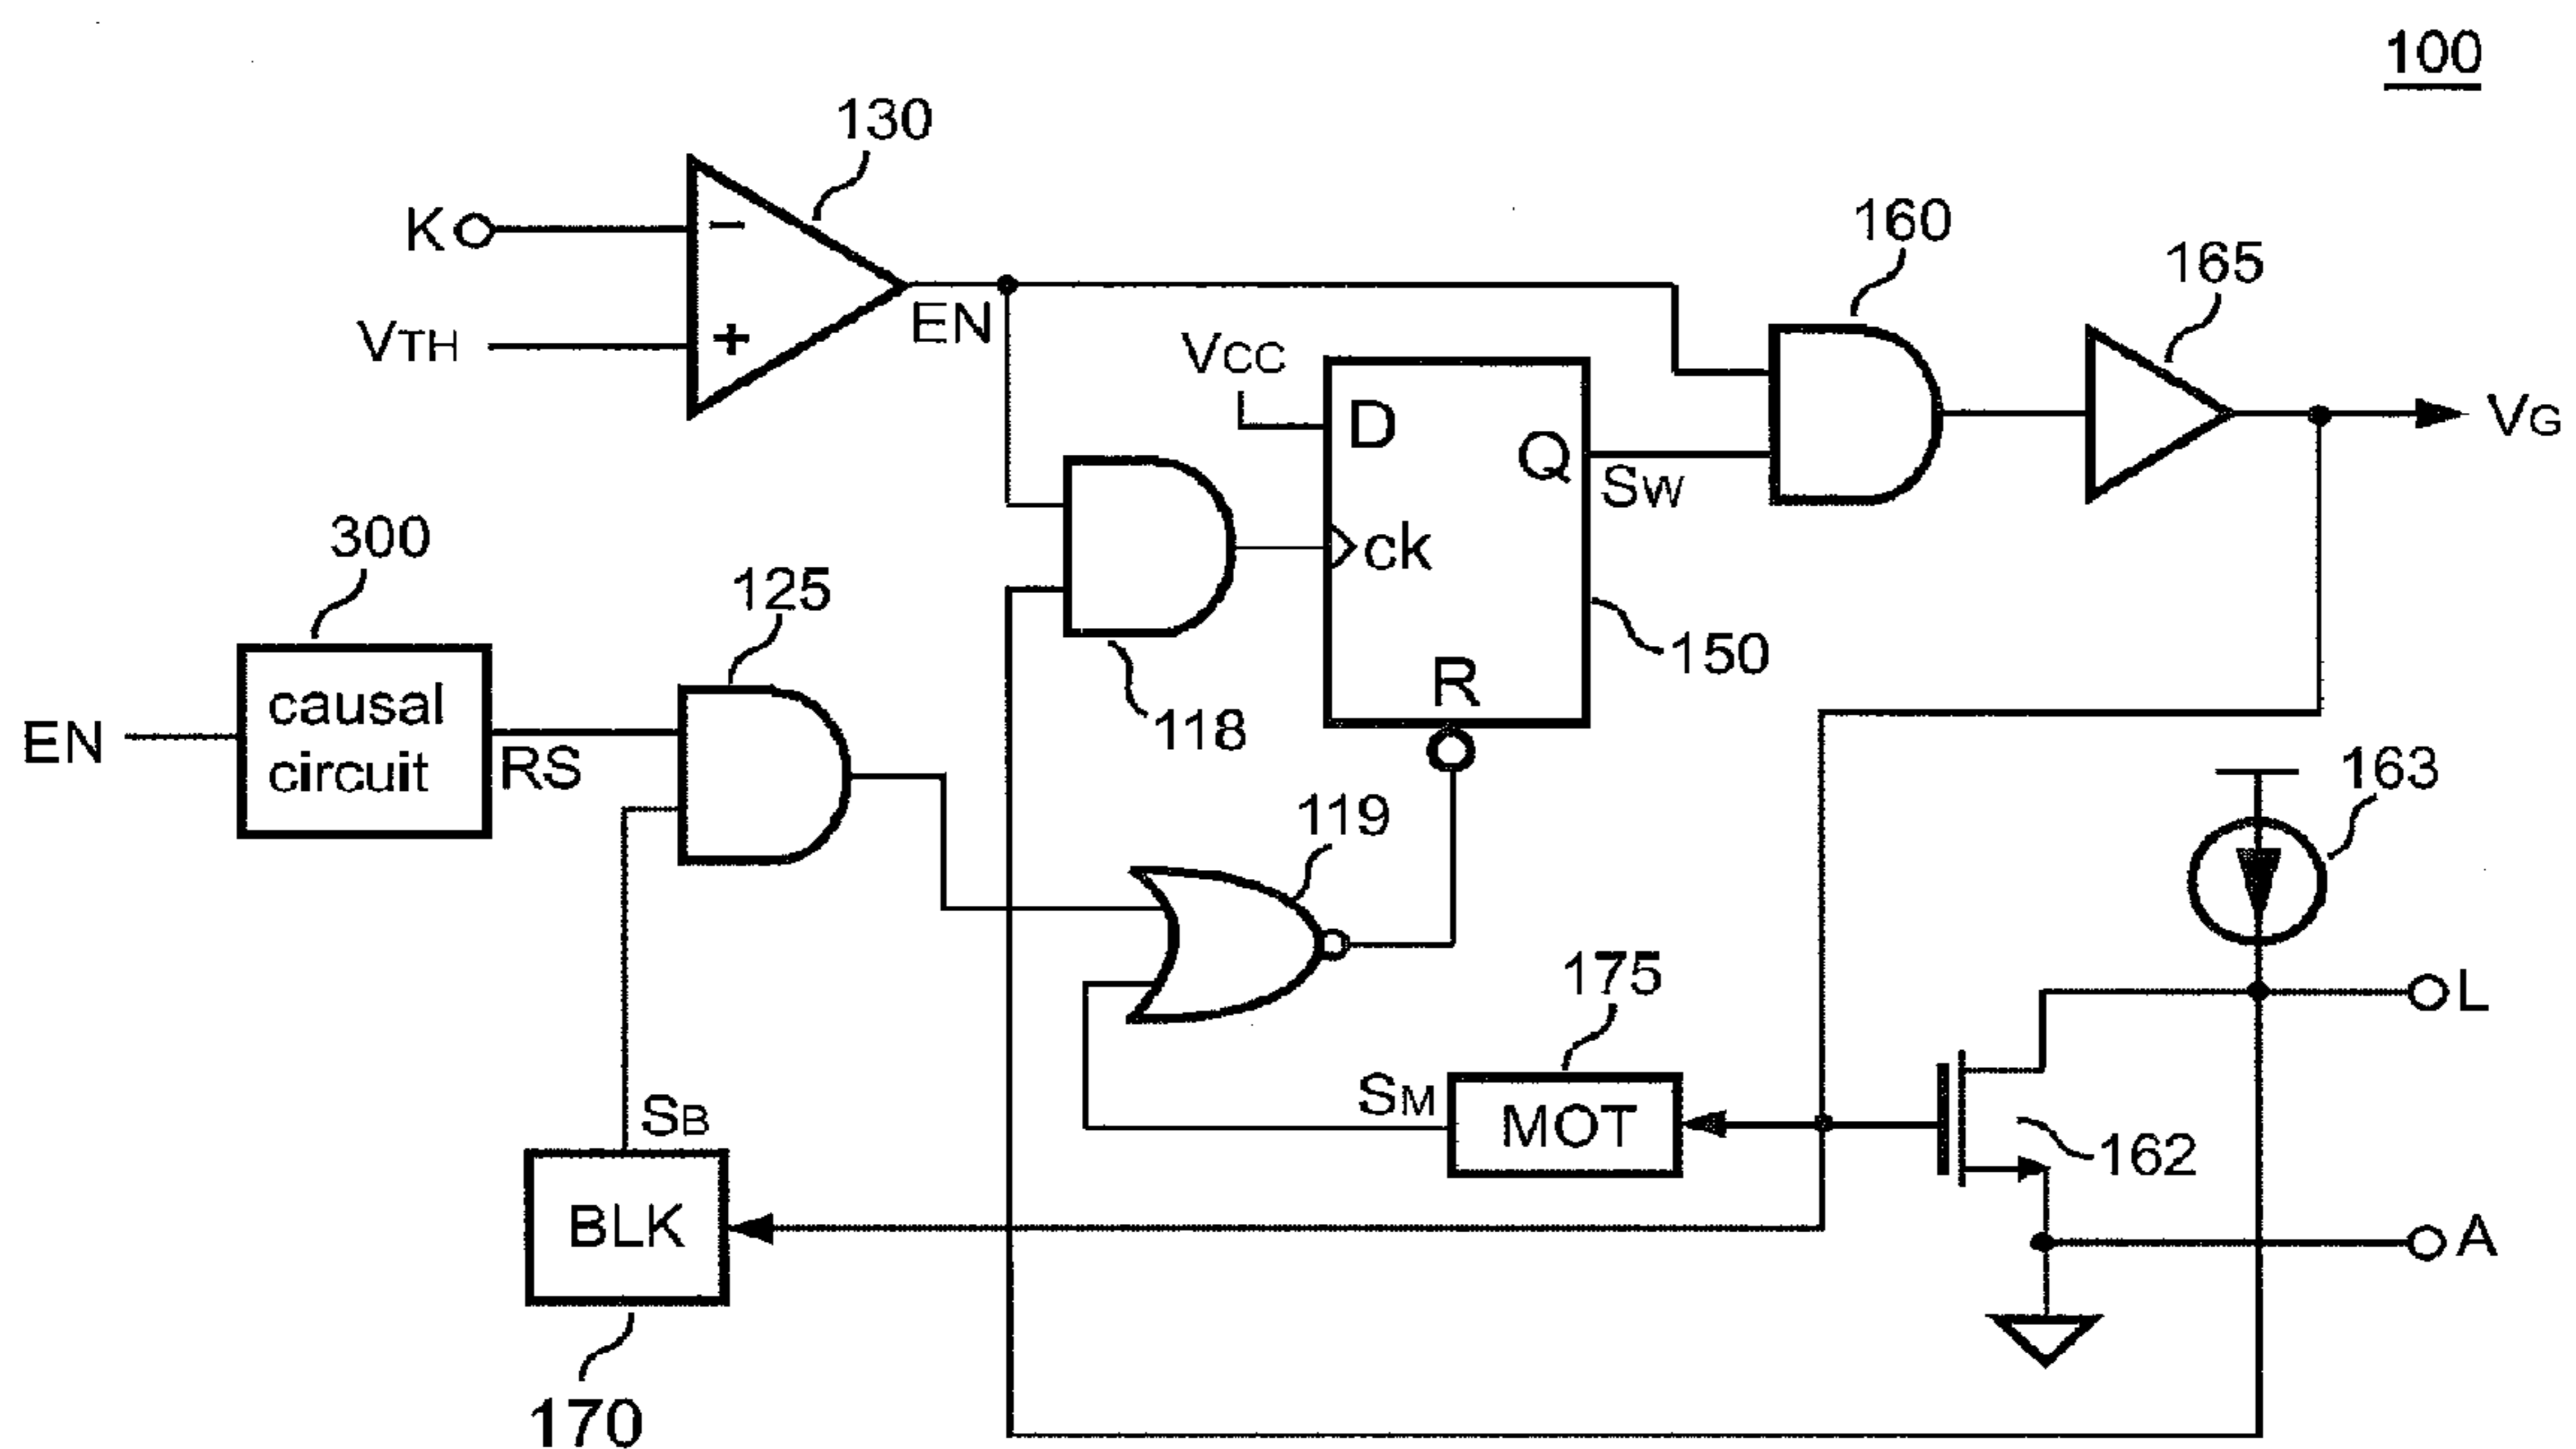 100
130
K
−
VTH
+
EN
160
165
VCC
D
Q
SW
VG
ck
R
150
118
300
causal
circuit
EN
RS
125
119
163
L
175
MOT
SM
162
SB
BLK
170
A